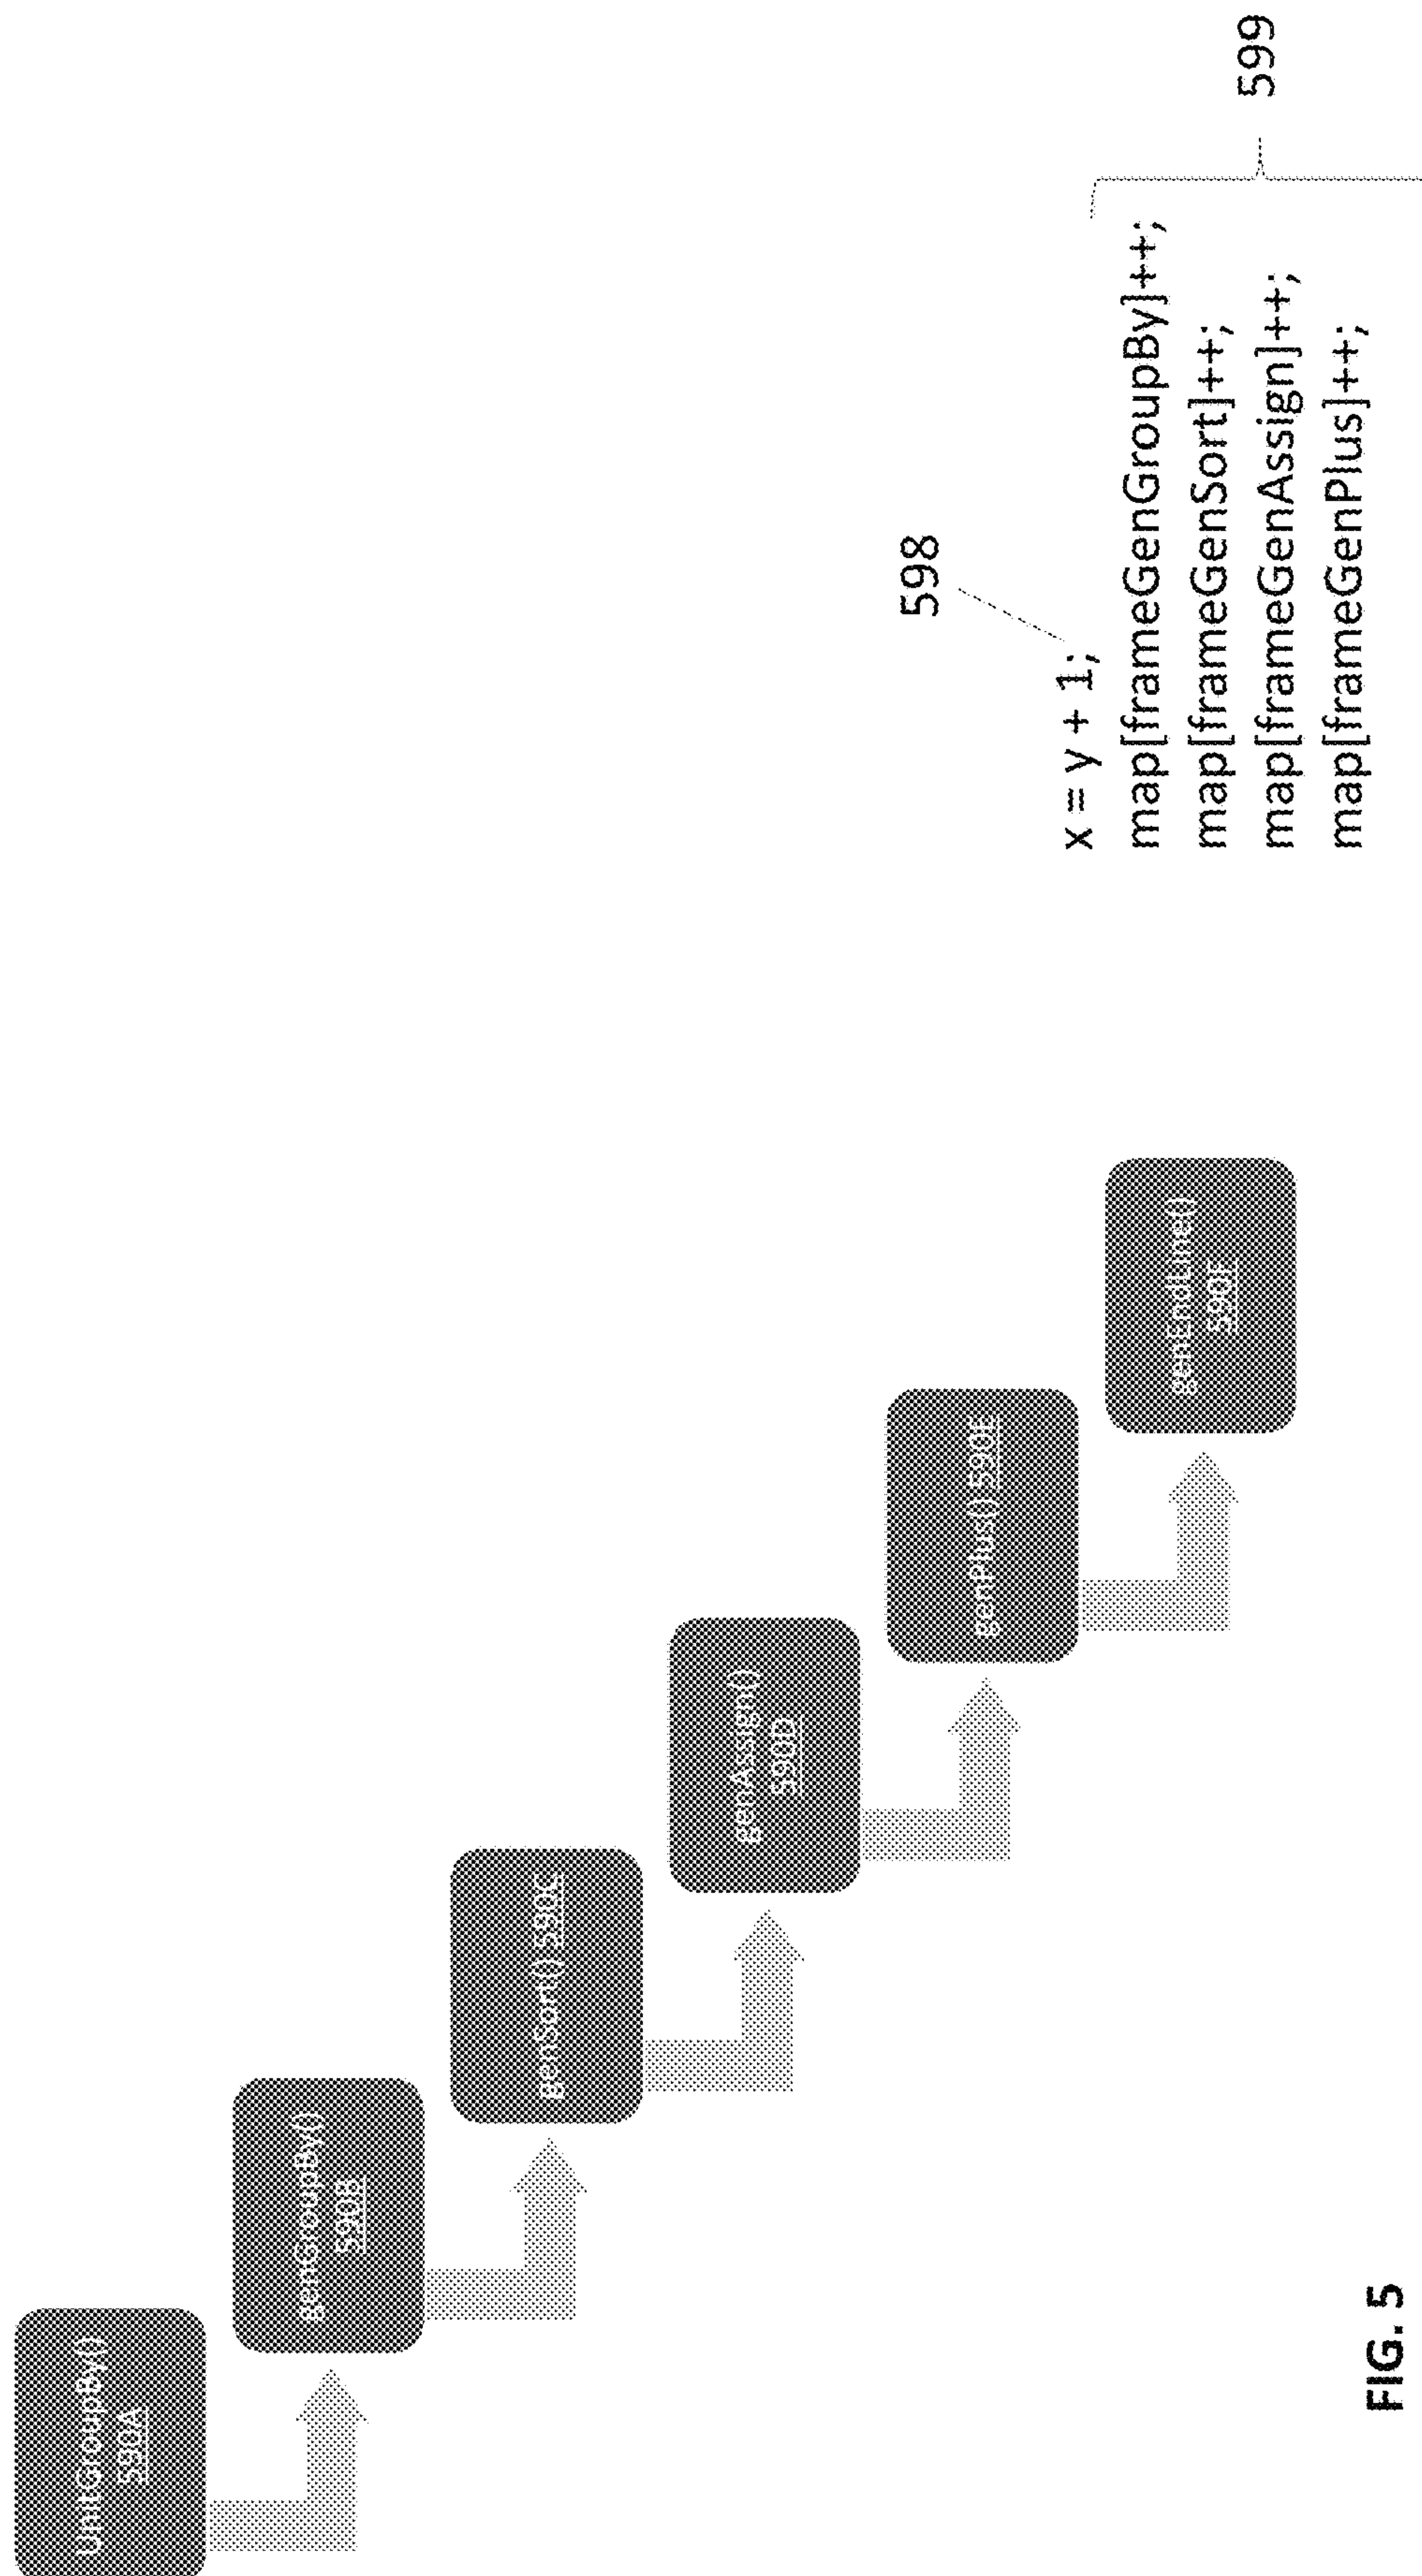 UnitGroupBy()
590A
genGroupBy()
590B
genSort() 590C
genAssign()
590D
genPlus() 590E
genEndLine()
590F
598
x = y + 1;
map[frameGenGroupBy]++;
map[frameGenSort]++;
map[frameGenAssign]++;
map[frameGenPlus]++;
599
FIG. 5